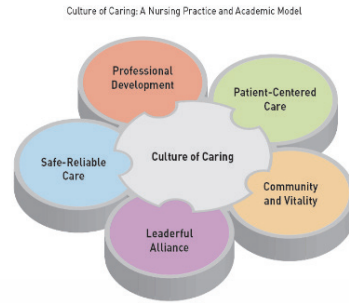 Culture of Caring: A Nursing Practice and Academic Model
Professional
Development
Patient-Centered
Care
Safe-Reliable
Care
Culture of Caring
Community
and Vitality
Leaderful
Alliance